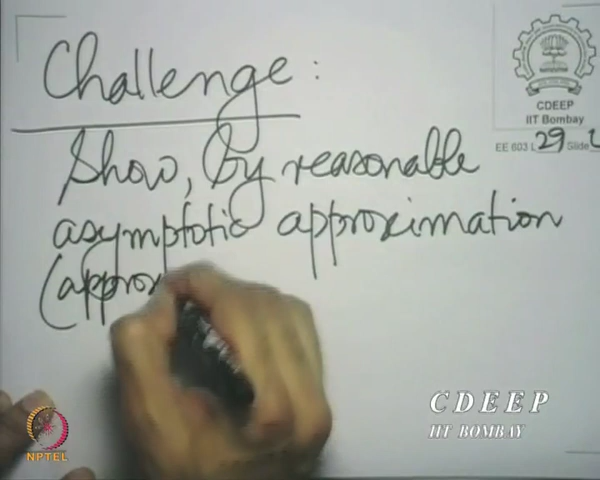 Challenge:
CDEEP
IIT Bombay
EE 603 L 29 Slide
Show, by reasonable
asymptotic approximation
(appro
CDEEP
IIT BOMBAY
NPTEL